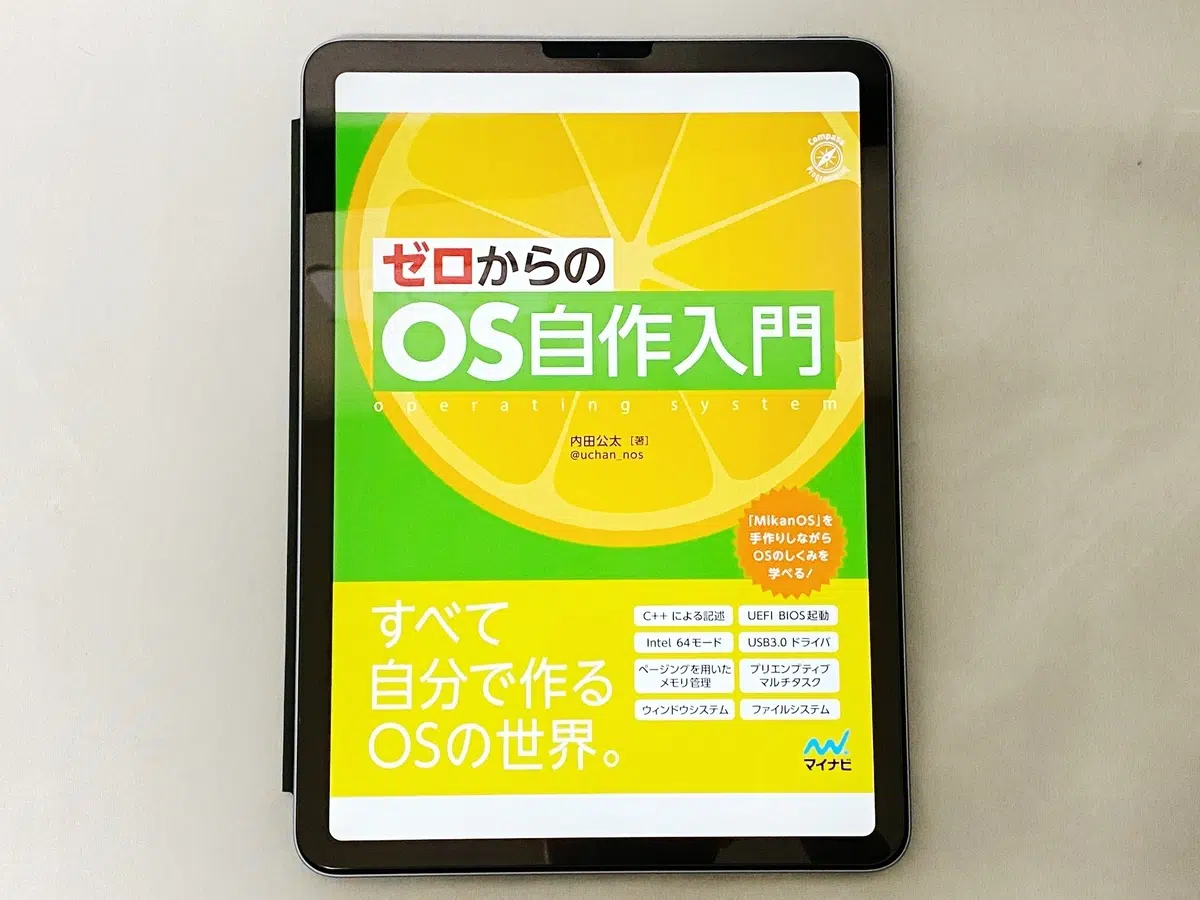 Compass
Programming
ゼロからの
OS自作入門
operating system
内田公太 [著]
@uchan_nos
「MikanOS」を
手作りしながら
OSのしくみを
学べる!
すべて
自分で作る
OSの世界。
C++ による記述
UEFI BIOS起動
Intel 64モード
USB3.0 ドライバ
ページングを用いた
メモリ管理
プリエンプティブ
マルチタスク
ウィンドウシステム
ファイルシステム
マイナビ